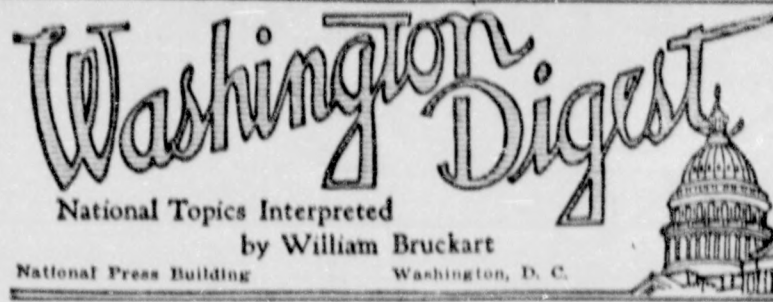 Washington
Digest
National Topics Interpreted
by William Bruckart
National Press Building Washington, D. C.